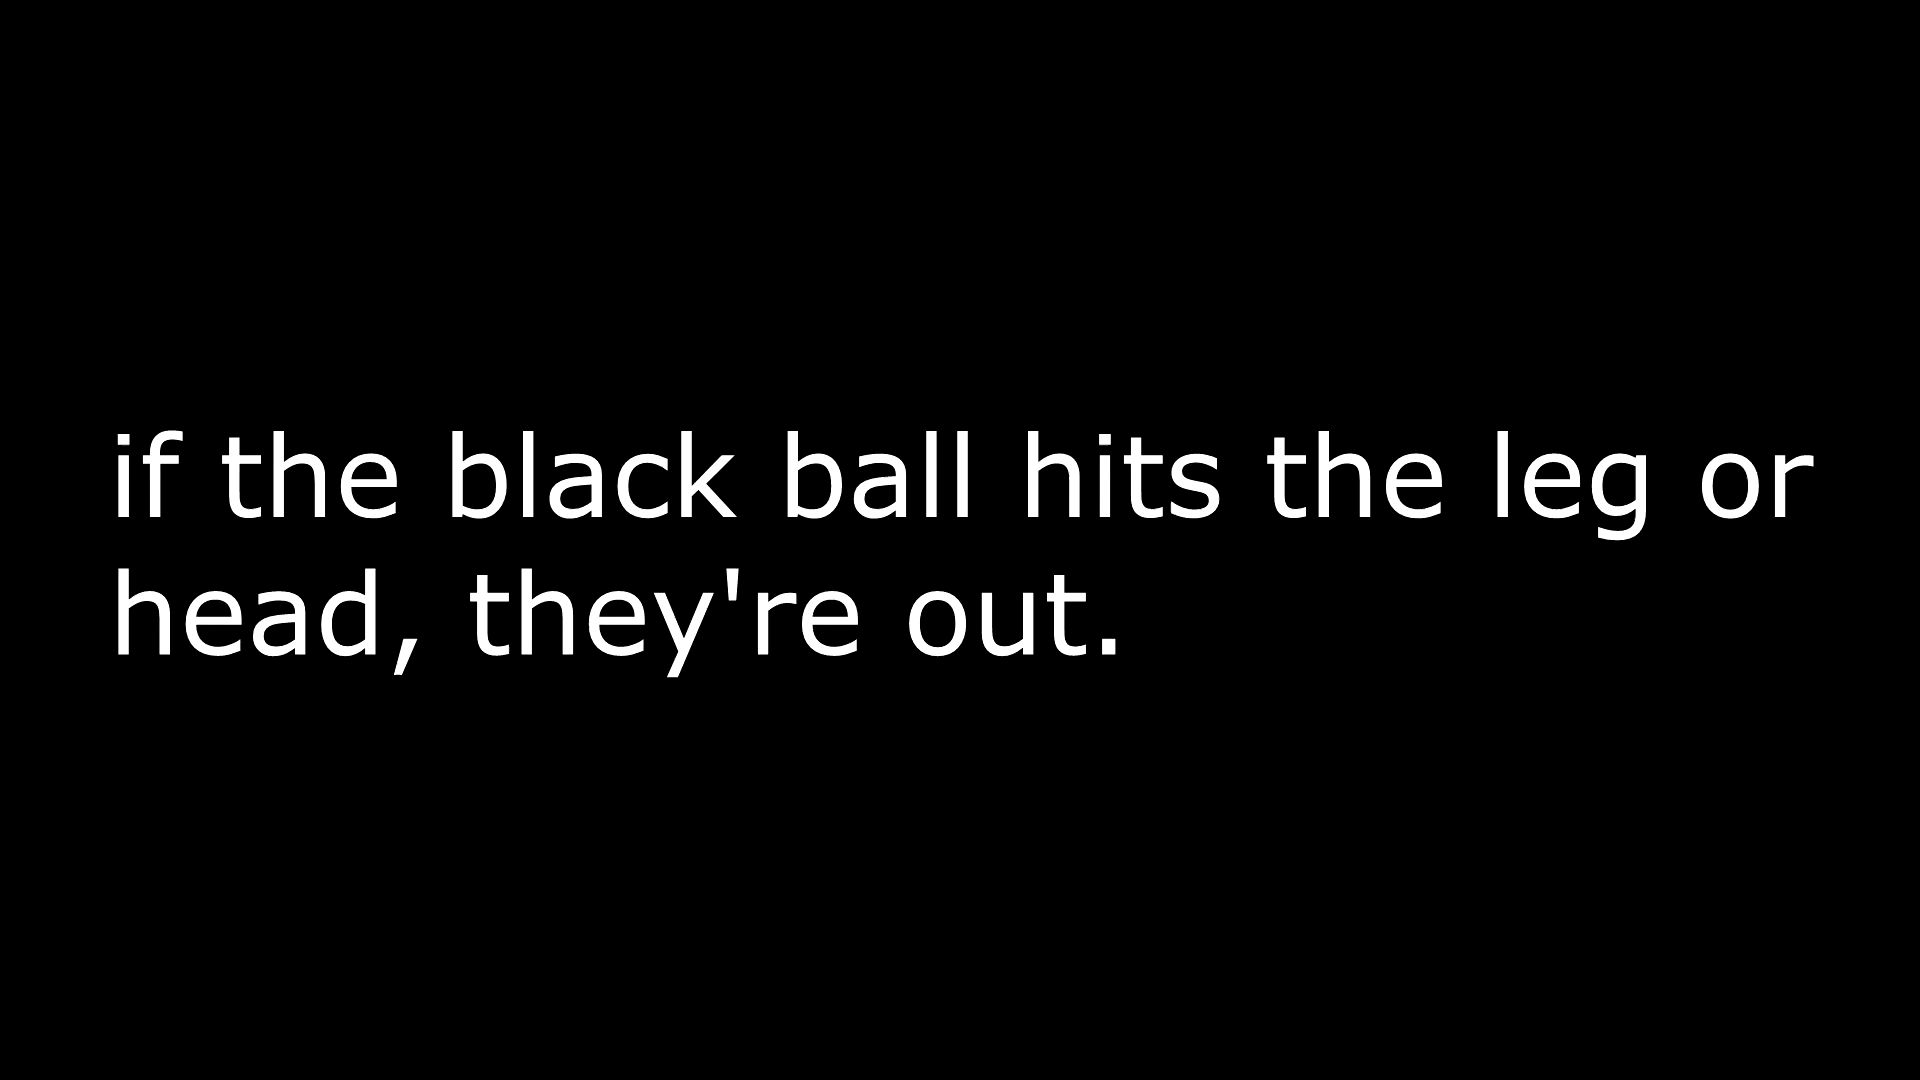 if the black ball hits the leg or
head, they're out.